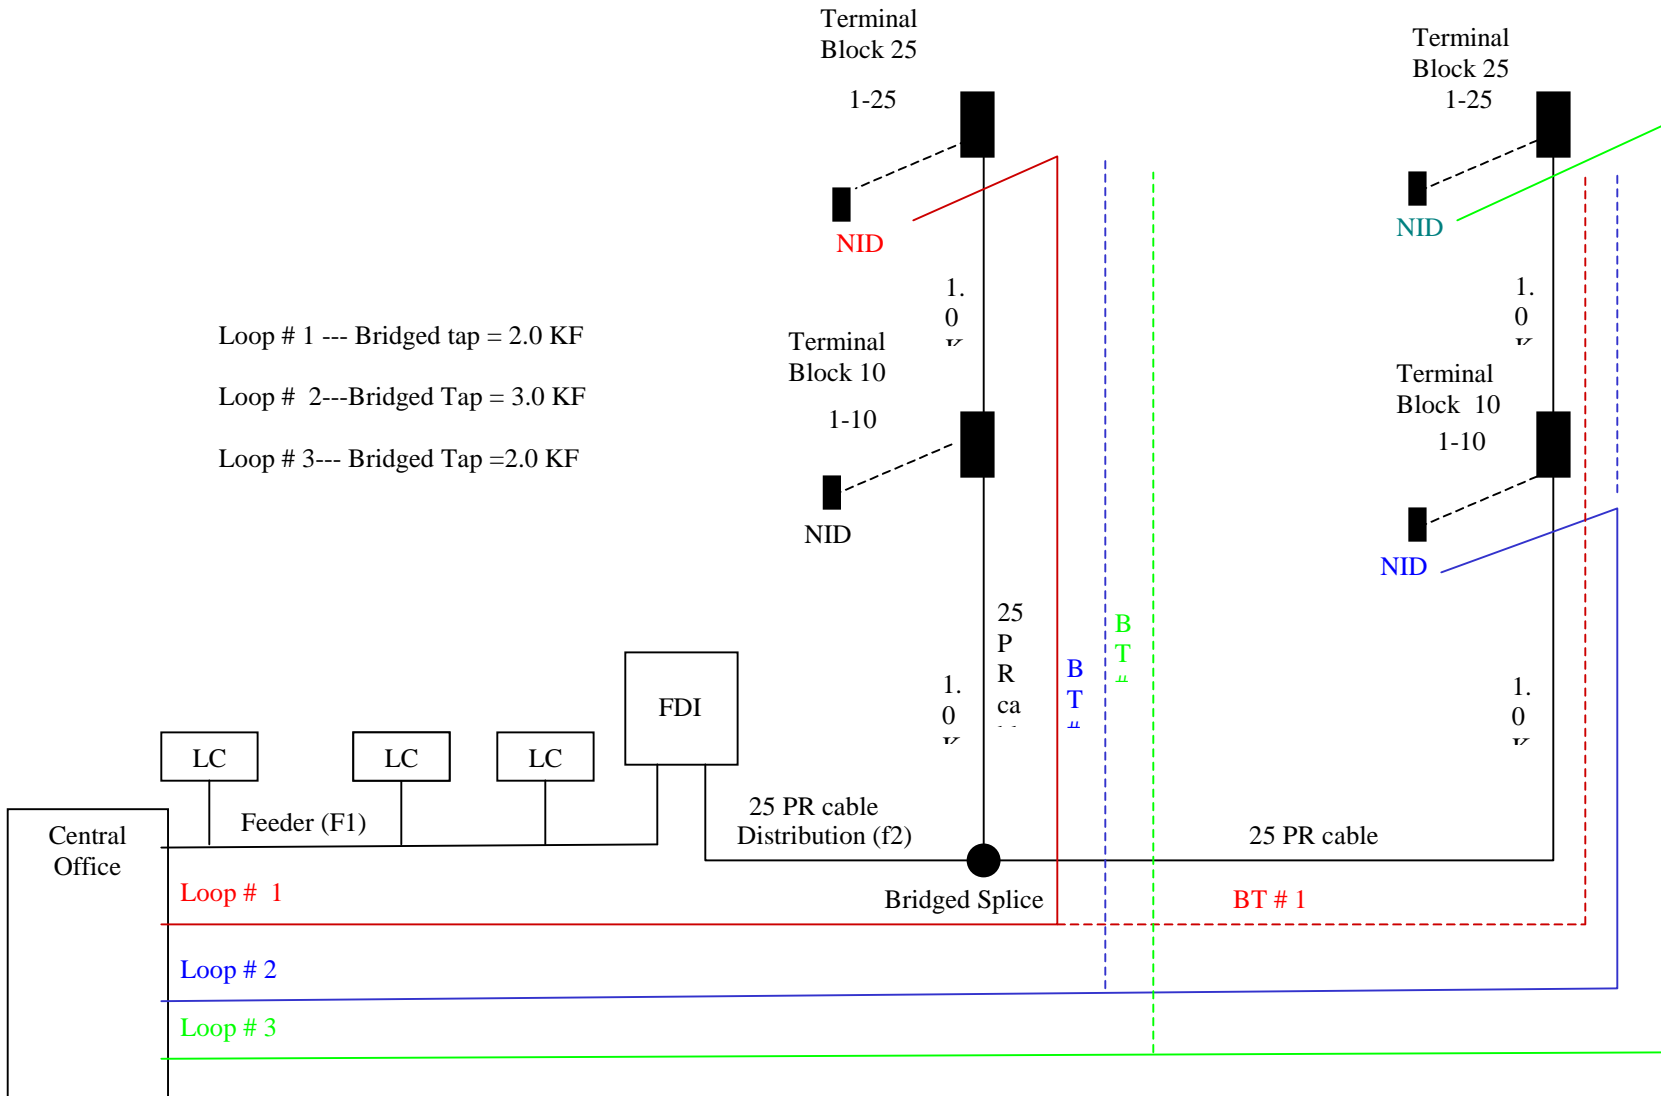 Terminal
Block 25
1-25
Terminal
Block 25
1-25
NID
NID
1.
0
1.
0
Loop # 1 --- Bridged tap = 2.0 KF
Loop #  2---Bridged Tap = 3.0 KF
Loop # 3--- Bridged Tap =2.0 KF
Terminal
Block 10
1-10
Terminal
Block  10
1-10
NID
NID
25
P
R
ca
B
T
#
B
T
#
1.
0
1.
0
FDI
LC
LC
LC
Feeder (F1)
25 PR cable
Distribution (f2)
25 PR cable
Central
Office
Bridged Splice
Loop #  1
BT # 1
Loop # 2
Loop # 3